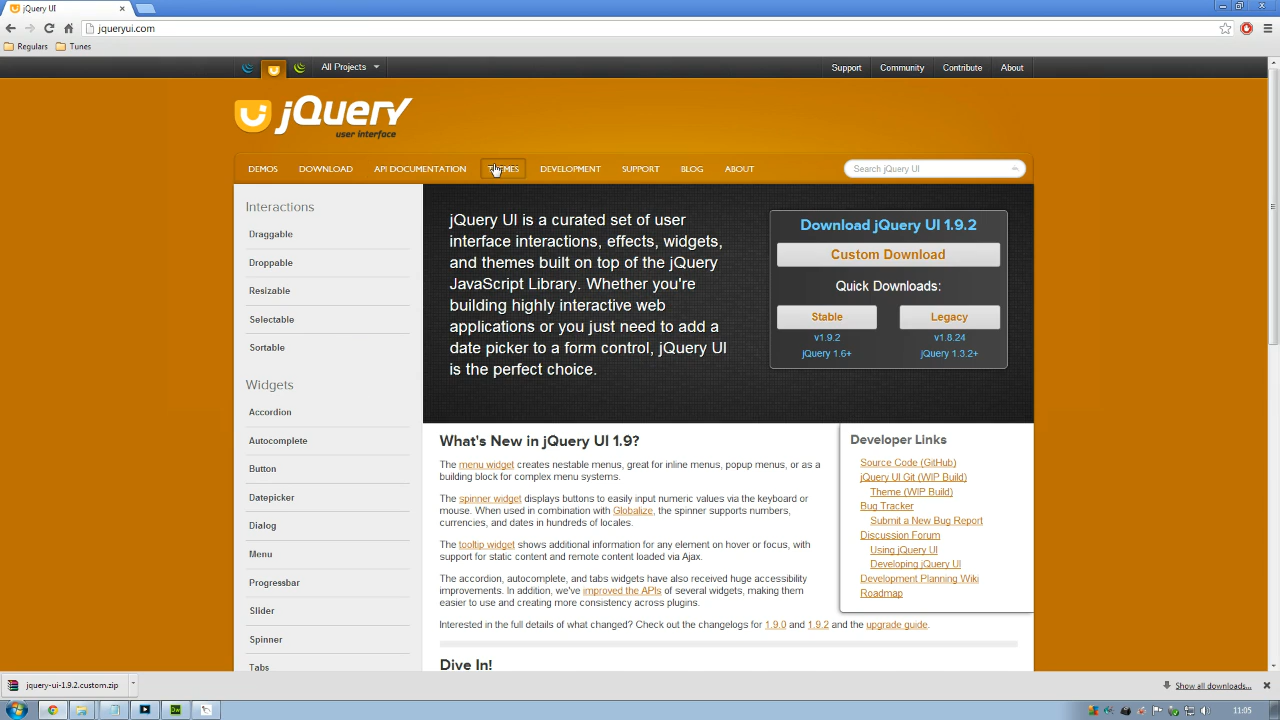 jQuery UI
jqueryui.com
Regulars
Tunes
All Projects
Support
Community
Contribute
About
jQuery
user interface
DEMOS
DOWNLOAD
API DOCUMENTATION
THEMES
DEVELOPMENT
SUPPORT
BLOG
ABOUT
Search jQuery UI
Interactions
Draggable
Droppable
Resizable
Selectable
Sortable
Widgets
Accordion
Autocomplete
Button
Datepicker
Dialog
Menu
Progressbar
Slider
Spinner
Tabs
jQuery UI is a curated set of user
interface interactions, effects, widgets,
and themes built on top of the jQuery
JavaScript Library. Whether you're
building highly interactive web
applications or you just need to add a
date picker to a form control, jQuery UI
is the perfect choice.
Download jQuery UI 1.9.2
Custom Download
Quick Downloads:
Stable
Legacy
v1.9.2
v1.8.24
jQuery 1.6+
jQuery 1.3.2+
What's New in jQuery UI 1.9?
The menu widget creates nestable menus, great for inline menus, popup menus, or as a
building block for complex menu systems.
The spinner widget displays buttons to easily input numeric values via the keyboard or
mouse. When used in combination with Globalize, the spinner supports numbers,
currencies, and dates in hundreds of locales.
The tooltip widget shows additional information for any element on hover or focus, with
support for static content and remote content loaded via Ajax.
The accordion, autocomplete, and tabs widgets have also received huge accessibility
improvements. In addition, we've improved the APIs of several widgets, making them
easier to use and creating more consistency across plugins.
Interested in the full details of what changed? Check out the changelogs for 1.9.0 and 1.9.2 and the upgrade guide.
Dive In!
Developer Links
Source Code (GitHub)
jQuery UI Git (WIP Build)
Theme (WIP Build)
Bug Tracker
Submit a New Bug Report
Discussion Forum
Using jQuery UI
Developing jQuery UI
Development Planning Wiki
Roadmap
jquery-ui-1.9.2.custom.zip
Show all downloads...
11:05